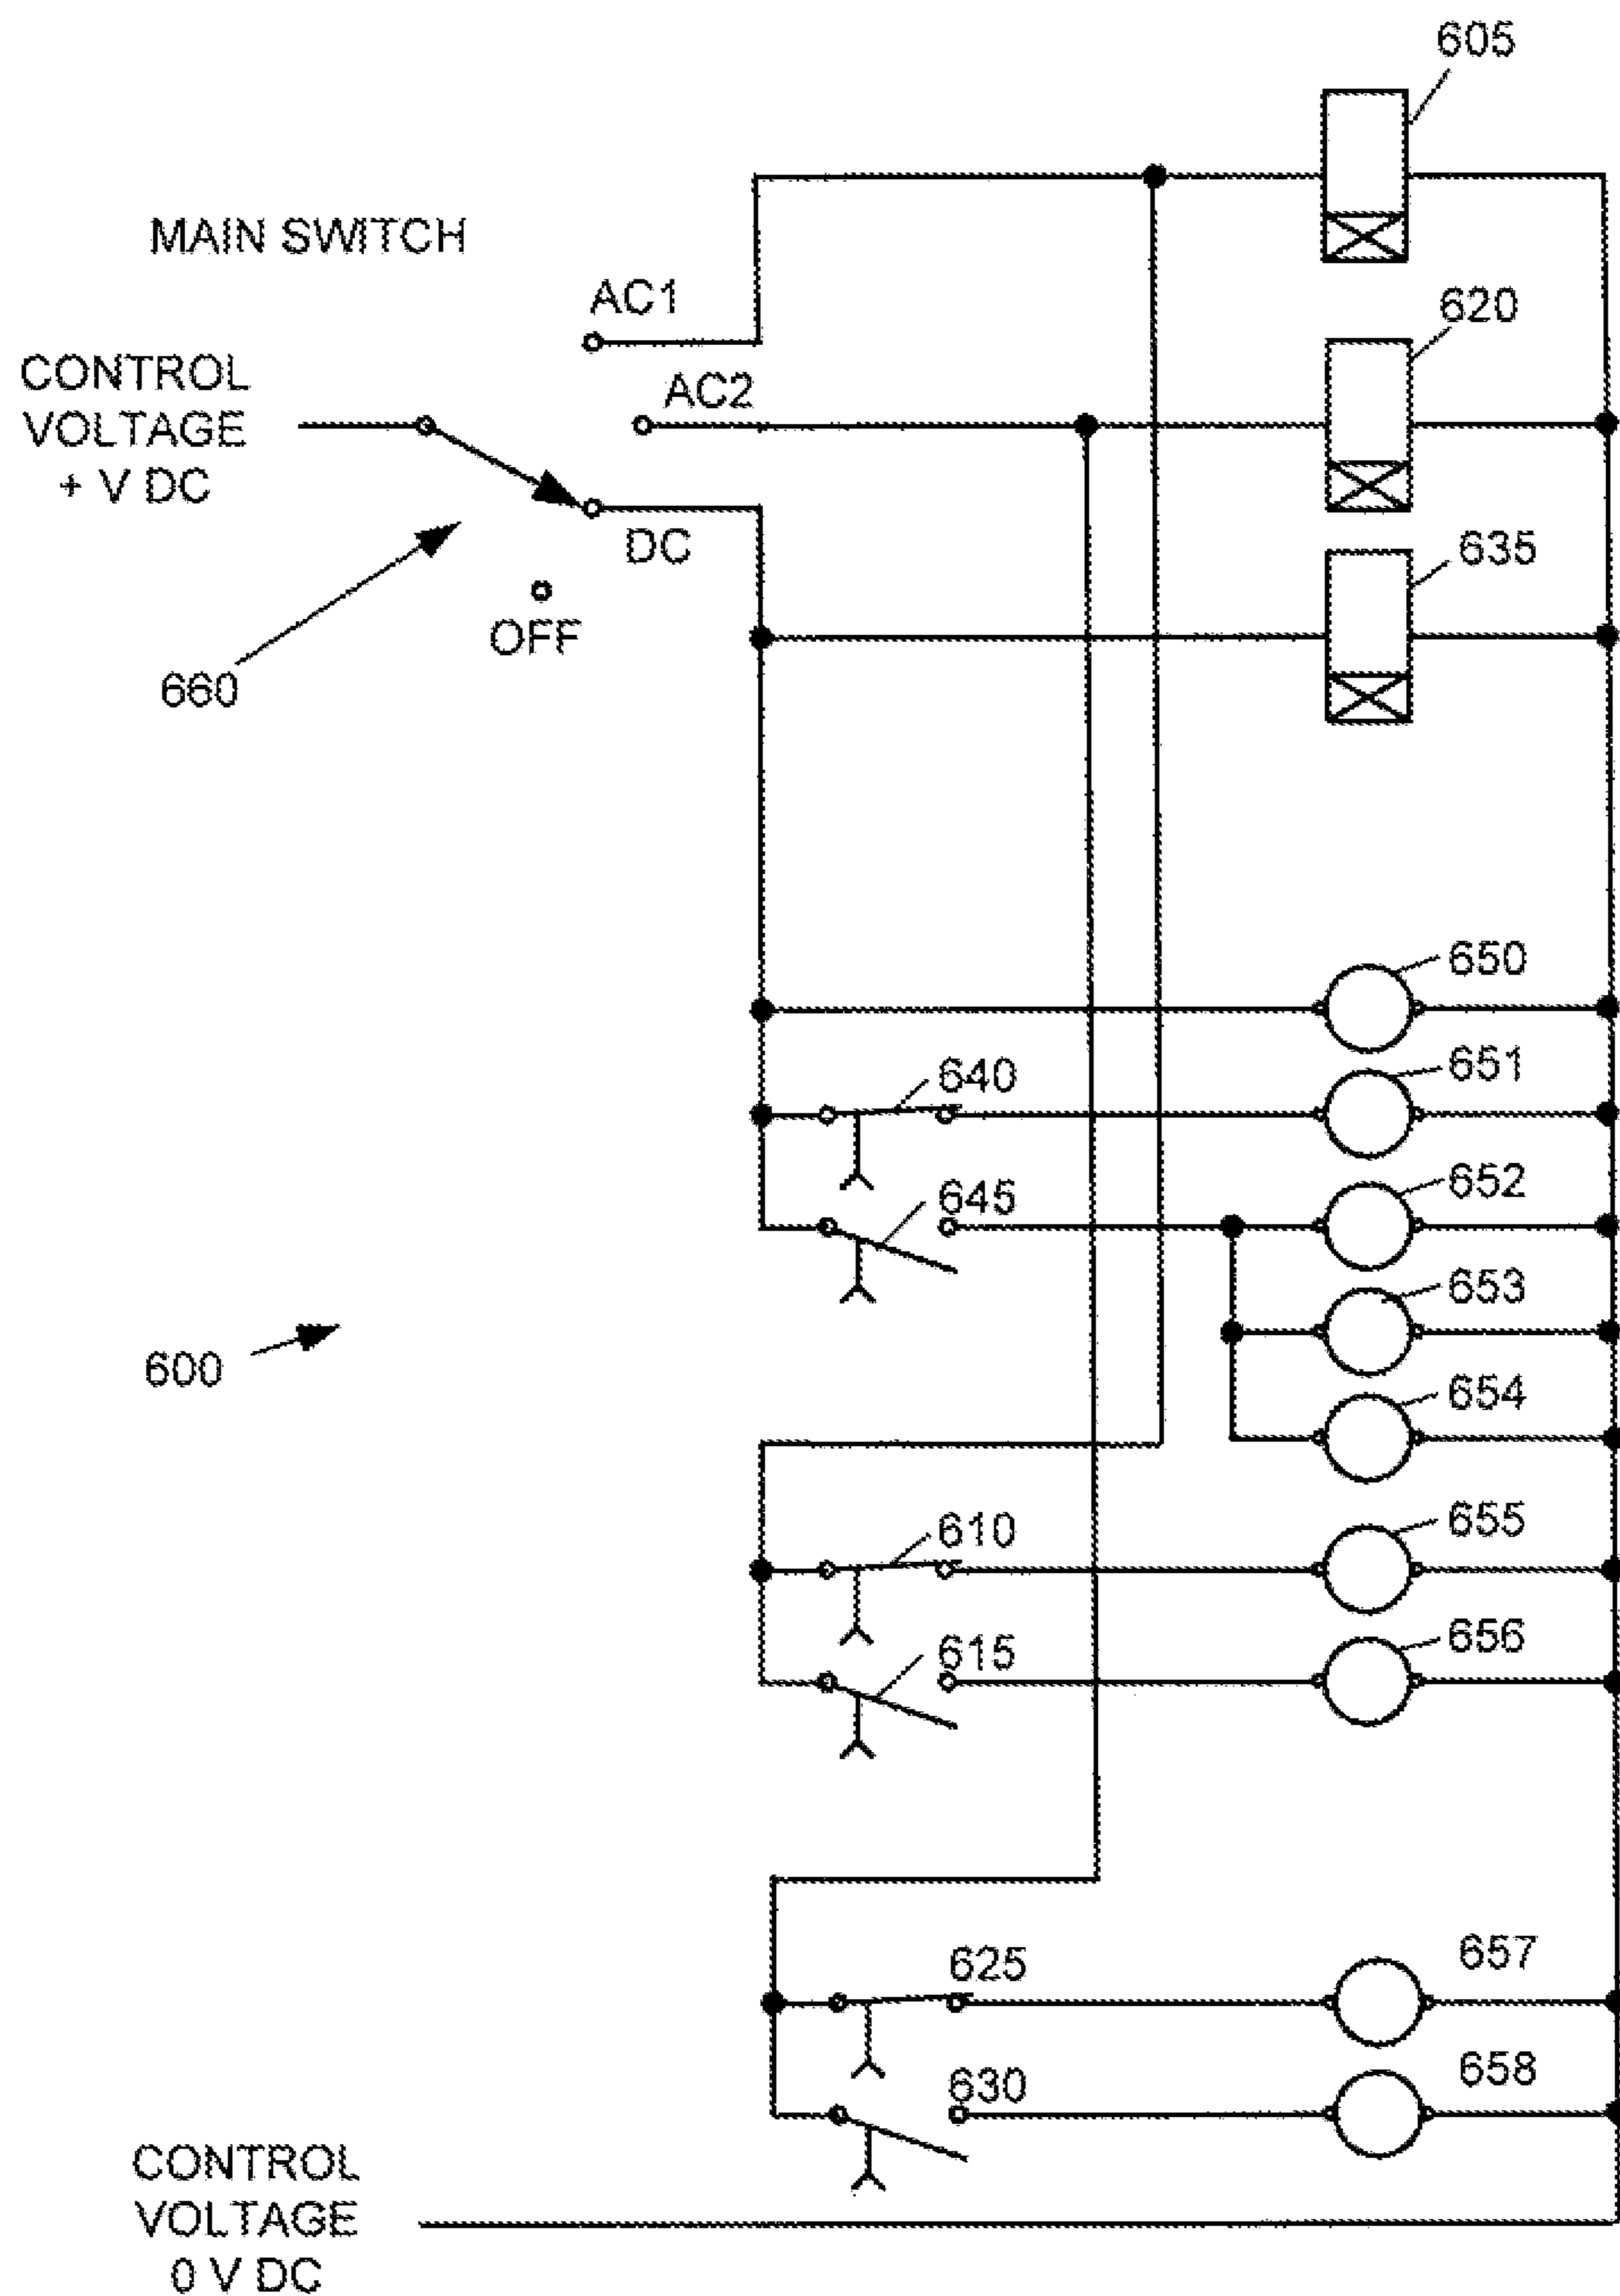 605
MAIN SWITCH
AC1
620
CONTROL
VOLTAGE
+ V DC
AC2
DC
635
OFF
660
650
640
651
645
652
653
600
654
610
655
615
656
625
657
630
658
CONTROL
VOLTAGE
0 V DC